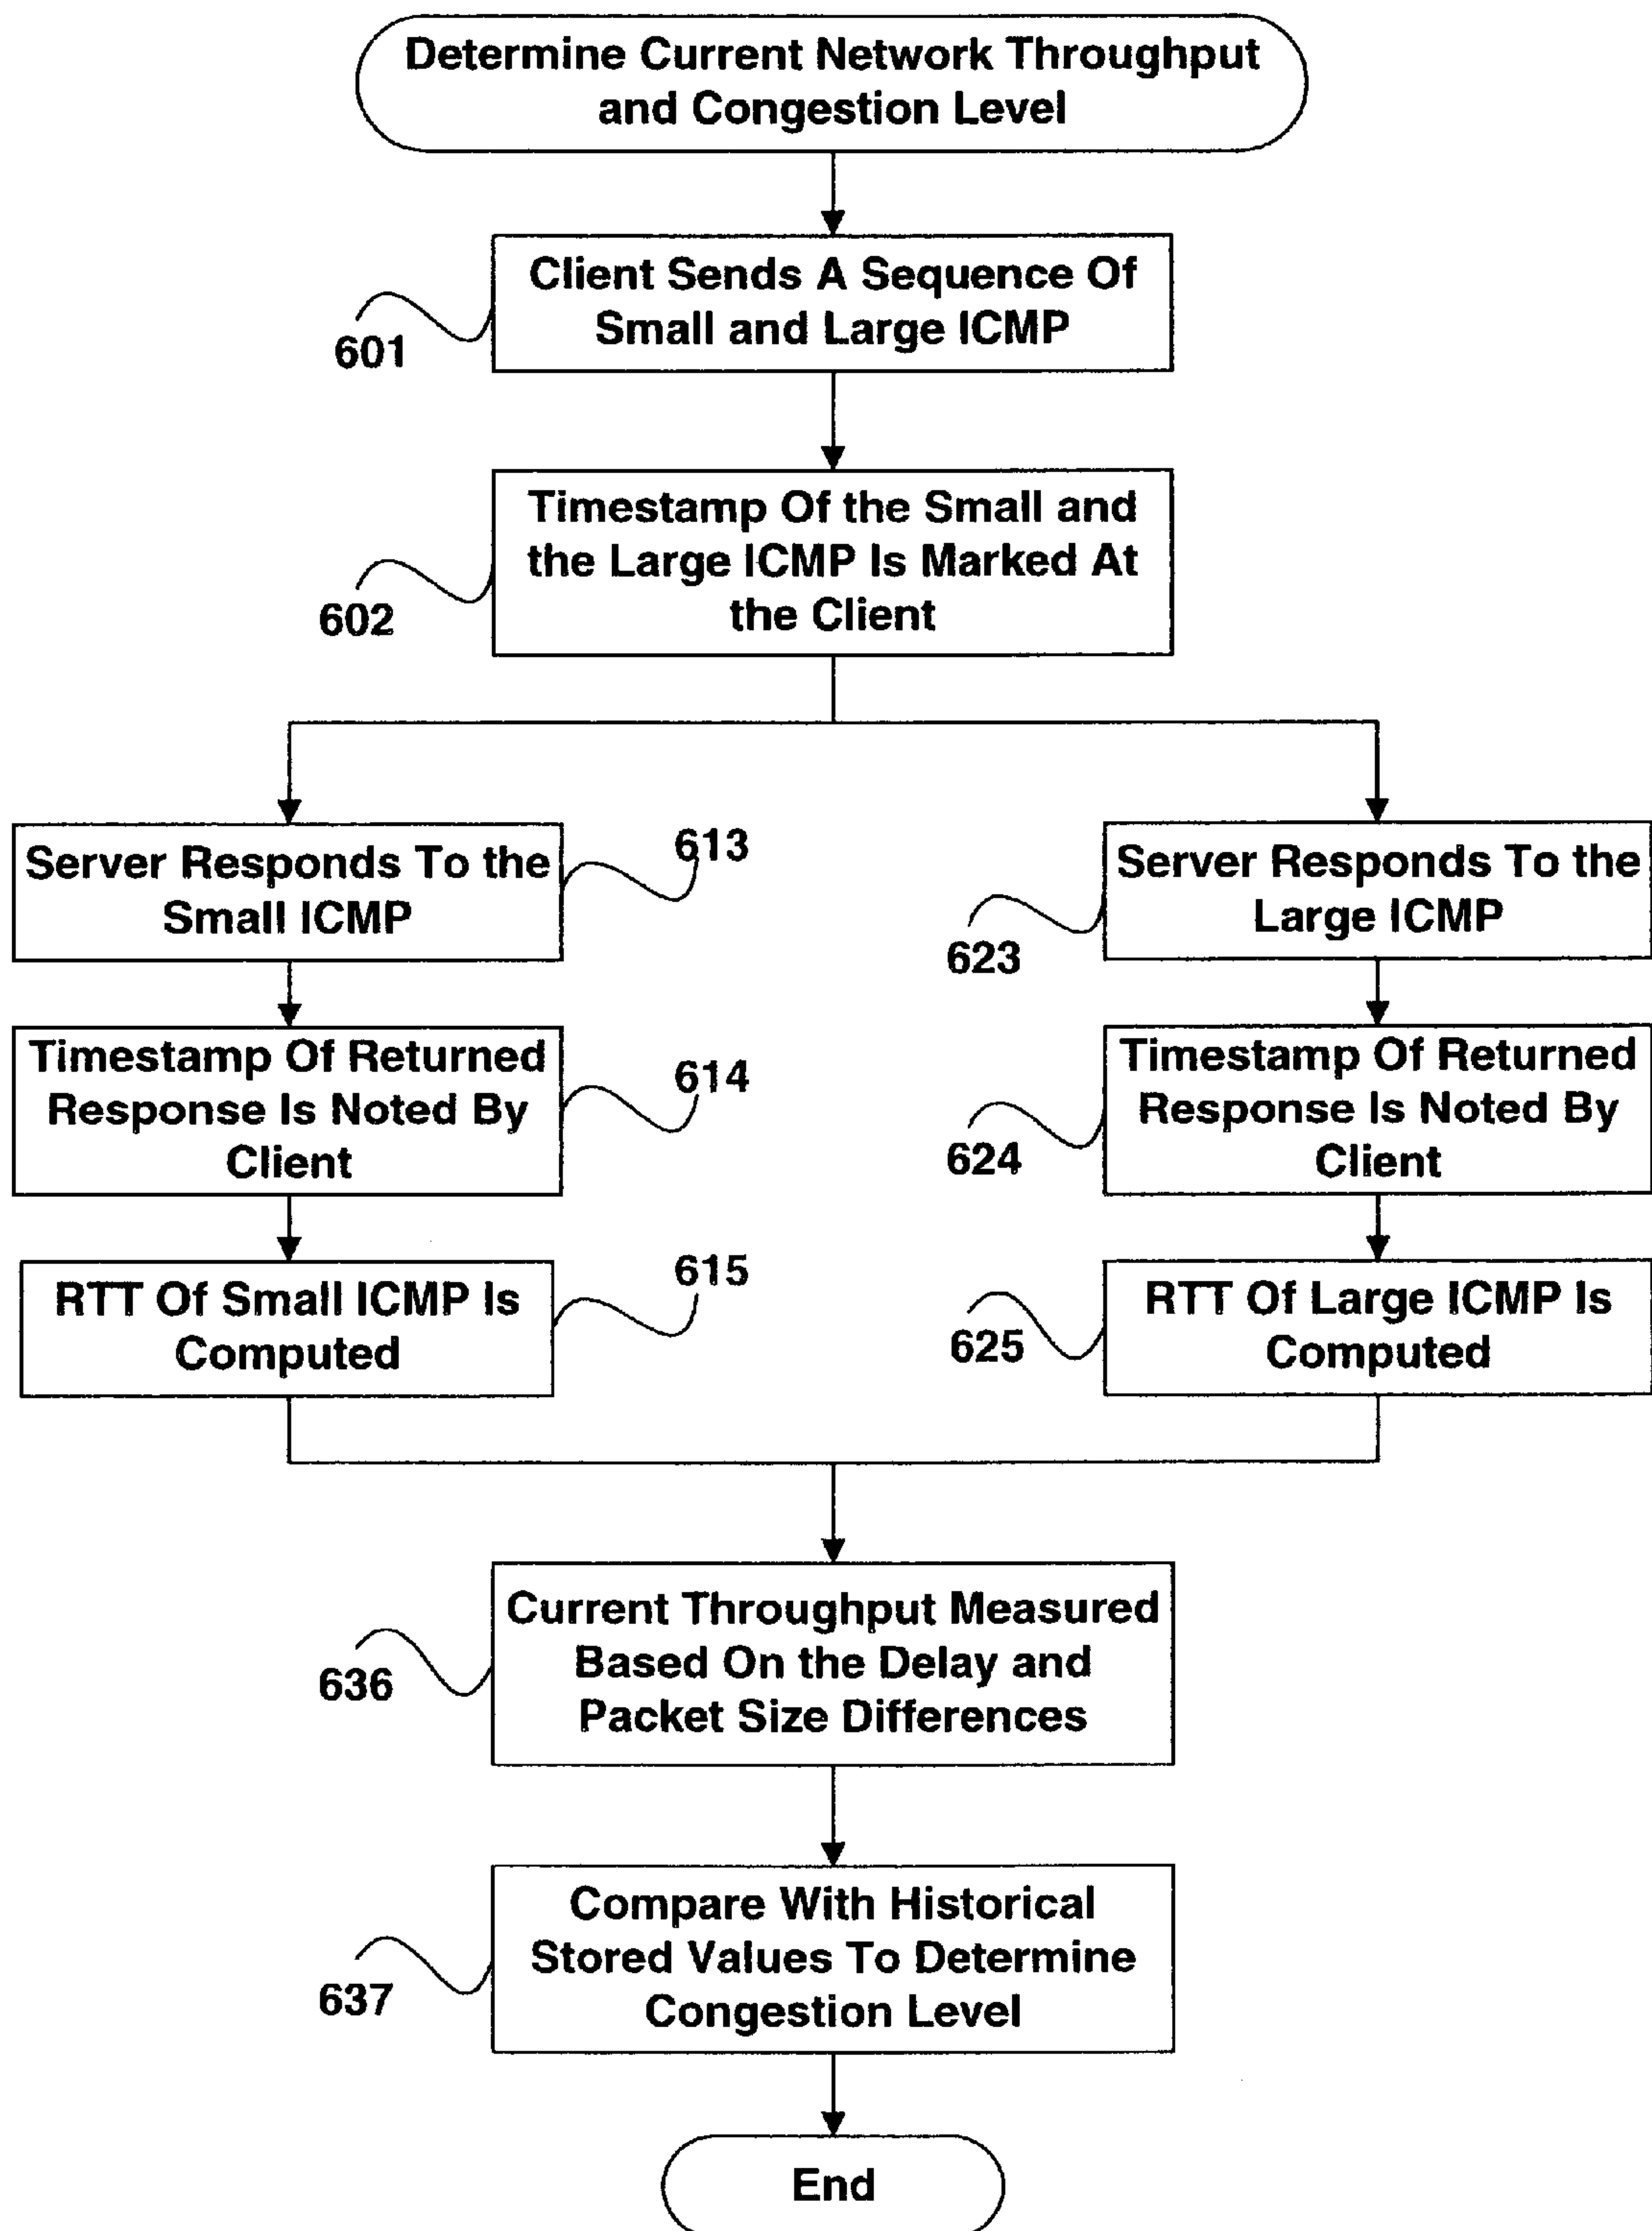 Determine Current Network Throughput
and Congestion Level
Client Sends A Sequence Of
Small and Large ICMP
601
Timestamp Of the Small and
the Large ICMP Is Marked At
the Client
602
Server Responds To the
Small ICMP
613
Timestamp Of Returned
Response Is Noted By
Client
614
RTT Of Small ICMP Is
Computed
615
Server Responds To the
Large ICMP
623
Timestamp Of Returned
Response Is Noted By
Client
624
RTT Of Large ICMP Is
Computed
625
Current Throughput Measured
Based On the Delay and
Packet Size Differences
636
Compare With Historical
Stored Values To Determine
Congestion Level
637
End